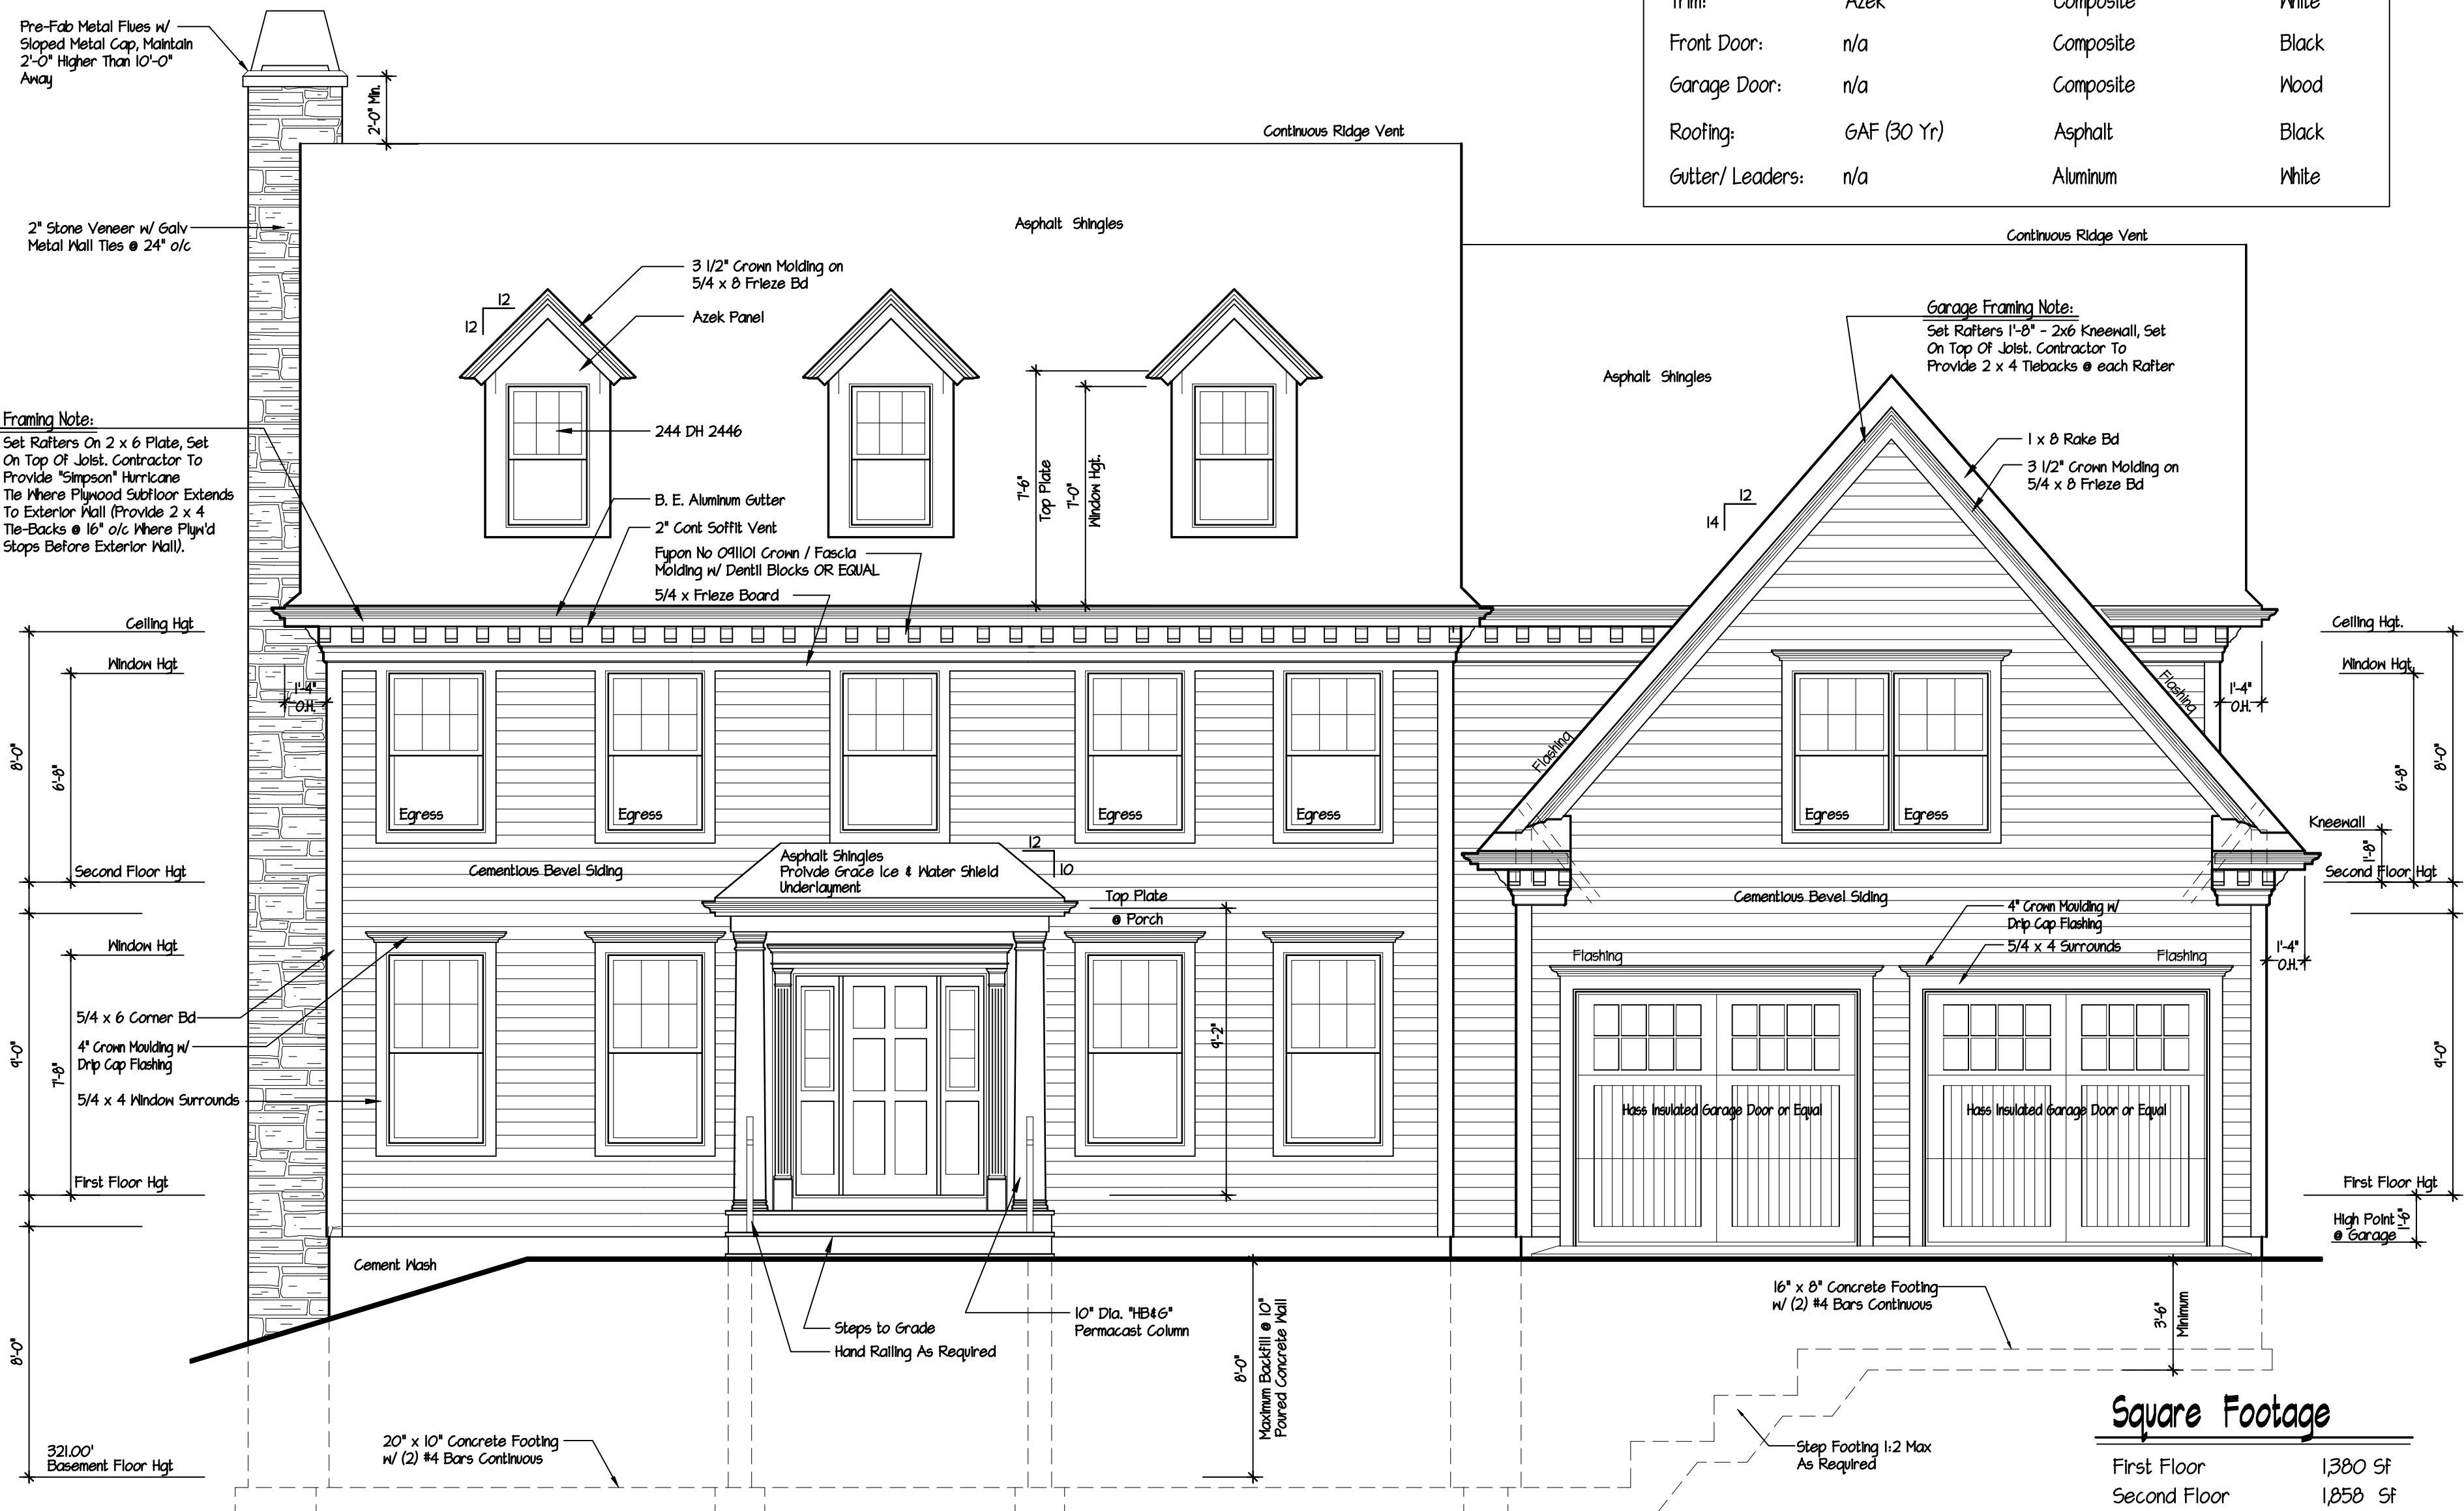 Pre-Fab Metal Flues w/
Sloped Metal Cap, Maintain
2'-0" Higher Than 10'-0"
Away
2'-0" Min.
Trim: Azek Composite White
Front Door: n/a Composite Black
Garage Door: n/a Composite Wood
Roofing: GAF (30 Yr) Asphalt Black
Gutter/ Leaders: n/a Aluminum White
Continuous Ridge Vent
2" Stone Veneer w/ Galv
Metal Wall Ties @ 24" o/c
Asphalt Shingles
Continuous Ridge Vent
3 1/2" Crown Molding on
5/4 x 8 Frieze Bd
12
12
Azek Panel
Garage Framing Note:
Set Rafters 1'-8" - 2x6 Kneewall, Set
On Top Of Joist. Contractor To
Provide 2 x 4 Tiebacks @ each Rafter
Asphalt Shingles
Framing Note:
Set Rafters On 2 x 6 Plate, Set
On Top Of Joist. Contractor To
Provide "Simpson" Hurricane
Tie Where Plywood Subfloor Extends
To Exterior Wall (Provide 2 x 4
Tie-Backs @ 16" o/c Where Plyw'd
Stops Before Exterior Wall).
244 DH 2446
7'-6"
Top Plate
7'-0"
Window Hgt.
1 x 8 Rake Bd
3 1/2" Crown Molding on
5/4 x 8 Frieze Bd
12
14
B. E. Aluminum Gutter
2" Cont Soffit Vent
Fypon No 091101 Crown / Fascia
Molding w/ Dentil Blocks OR EQUAL
5/4 x Frieze Board
Ceiling Hgt
Window Hgt
1'-4"
O.H.
8'-0"
6'-8"
Ceiling Hgt.
Window Hgt.
1'-4"
O.H.
8'-0"
6'-8"
Flashing
Flashing
Egress
Egress
Egress
Egress
Egress
Egress
Kneewall
1'-8"
Second Floor Hgt
Second Floor Hgt
Cementious Bevel Siding
Asphalt Shingles
Proivde Grace Ice & Water Shield
Underlayment
12
10
Top Plate
@ Porch
Cementious Bevel Siding
4" Crown Moulding w/
Drip Cap Flashing
5/4 x 4 Surrounds
Flashing
Flashing
1'-4"
O.H.
Window Hgt
5/4 x 6 Corner Bd
4" Crown Moulding w/
Drip Cap Flashing
5/4 x 4 Window Surrounds
9'-0"
7'-8"
9'-2"
9'-0"
Hass Insulated Garage Door or Equal
Hass Insulated Garage Door or Equal
First Floor Hgt
First Floor Hgt
High Point
@ Garage
1'-6"
Cement Wash
8'-0"
Steps to Grade
Hand Railing As Required
10" Dia. "HB&G"
Permacast Column
8'-0"
Maximum Backfill @ 10"
Poured Concrete Wall
16" x 8" Concrete Footing
w/ (2) #4 Bars Continuous
3'-6"
Minimum
321.00'
Basement Floor Hgt
20" x 10" Concrete Footing
w/ (2) #4 Bars Continuous
Step Footing 1:2 Max
As Required
Square Footage
First Floor 1,380 Sf
Second Floor 1,858 Sf